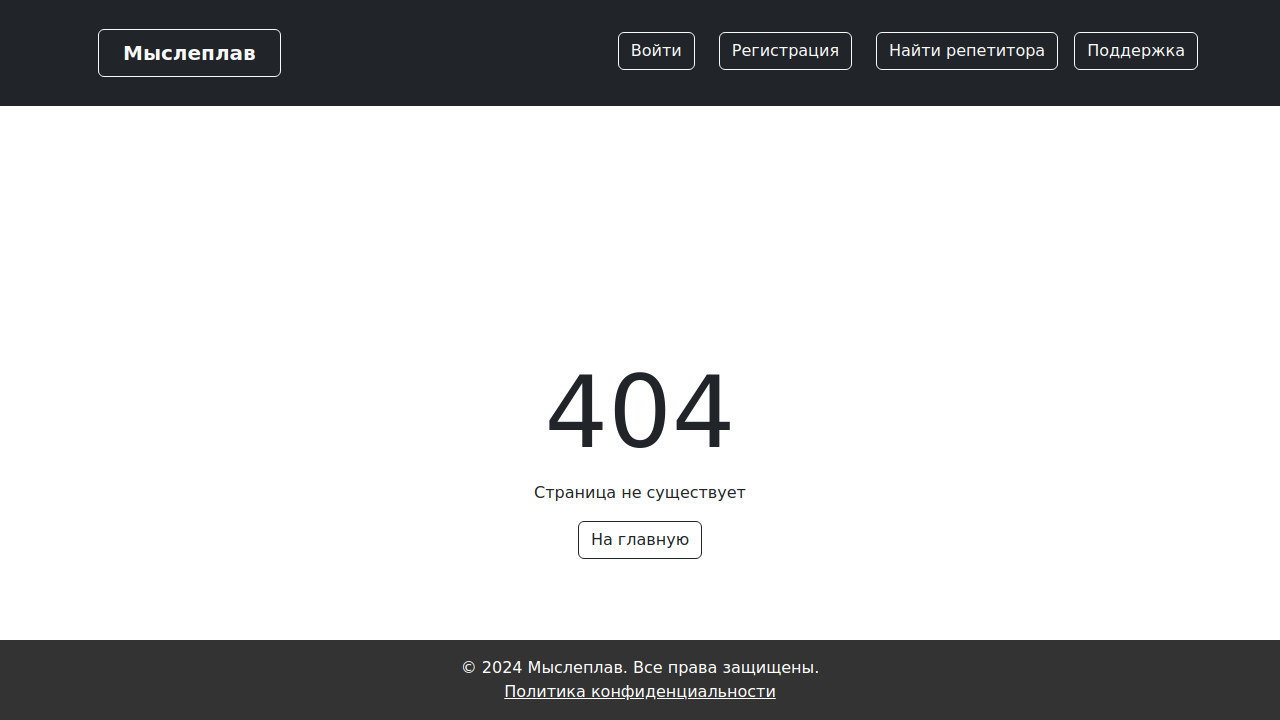 Мыслеплав
Войти
Регистрация
Найти репетитора
Поддержка
404
Страница не существует
На главную
© 2024 Мыслеплав. Все права защищены.
Политика конфиденциальности